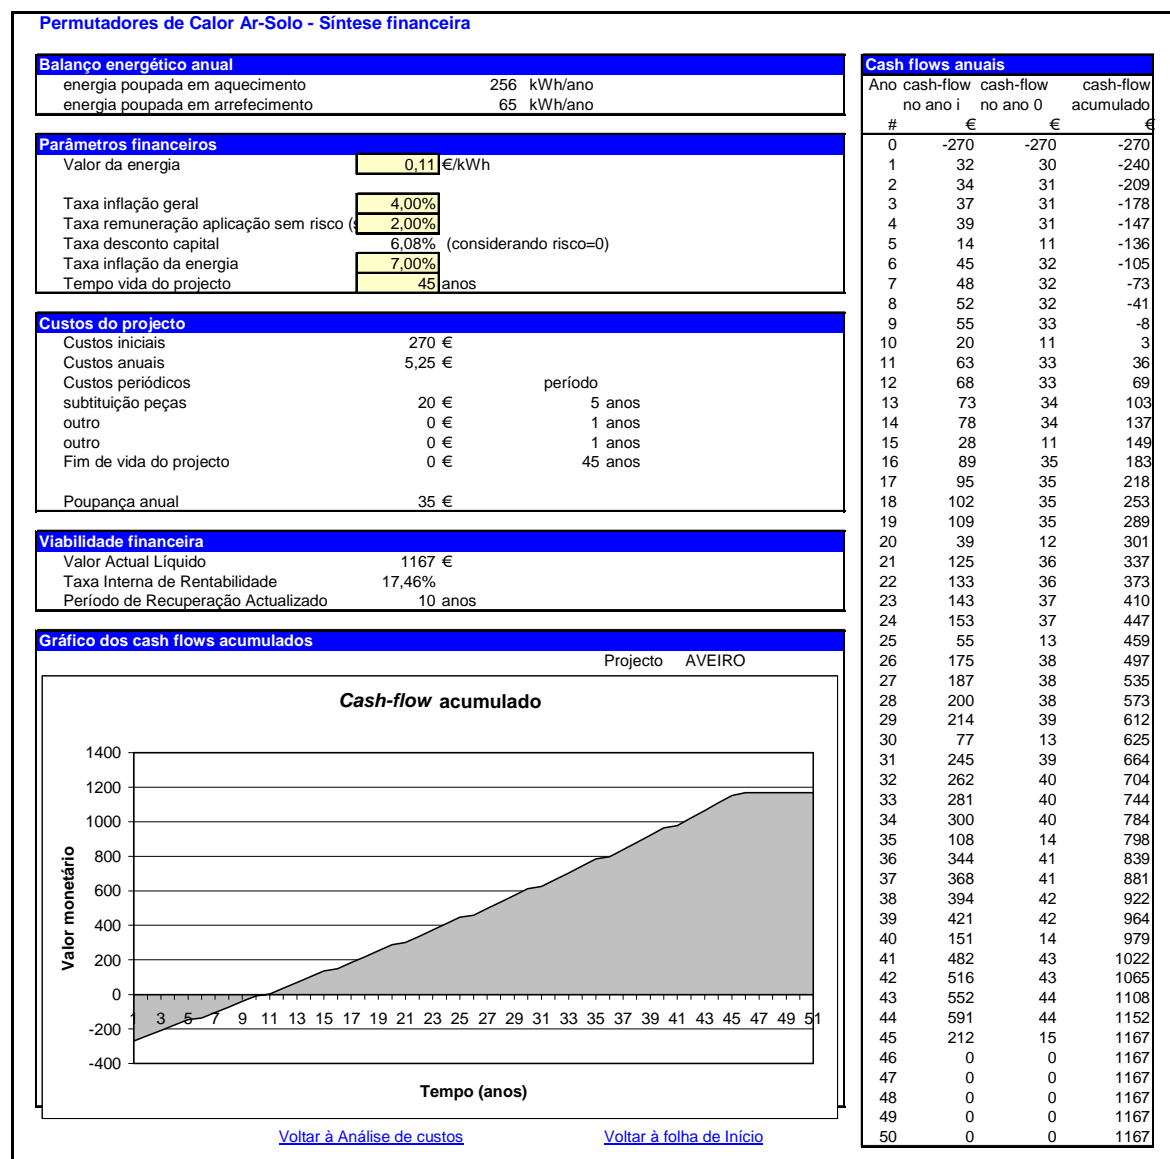 Permutadores de Calor Ar-Solo - Síntese financeira
Balanço energético anual
energia poupada em aquecimento 256 kWh/ano
energia poupada em arrefecimento 65 kWh/ano
Parâmetros financeiros
Valor da energia 0,11 €/kWh
Taxa inflação geral 4,00%
Taxa remuneração aplicação sem risco (s 2,00%
Taxa desconto capital 6,08% (considerando risco=0)
Taxa inflação da energia 7,00%
Tempo vida do projecto 45 anos
Custos do projecto
Custos iniciais 270 €
Custos anuais 5,25 €
Custos periódicos período
subtituição peças 20 € 5 anos
outro 0 € 1 anos
outro 0 € 1 anos
Fim de vida do projecto 0 € 45 anos
Poupança anual 35 €
Viabilidade financeira
Valor Actual Líquido 1167 €
Taxa Interna de Rentabilidade 17,46%
Período de Recuperação Actualizado 10 anos
Gráfico dos cash flows acumulados
Projecto AVEIRO
Cash-flow acumulado
Valor monetário
1400
1200
1000
800
600
400
200
0
-200
-400
1 3 5 7 9 11 13 15 17 19 21 23 25 27 29 31 33 35 37 39 41 43 45 47 49 51
Tempo (anos)
Voltar à Análise de custos Voltar à folha de Início
Cash flows anuais
Ano cash-flow cash-flow cash-flow
no ano i no ano 0 acumulado
# € € €
0 -270 -270 -270
1 32 30 -240
2 34 31 -209
3 37 31 -178
4 39 31 -147
5 14 11 -136
6 45 32 -105
7 48 32 -73
8 52 32 -41
9 55 33 -8
10 20 11 3
11 63 33 36
12 68 33 69
13 73 34 103
14 78 34 137
15 28 11 149
16 89 35 183
17 95 35 218
18 102 35 253
19 109 35 289
20 39 12 301
21 125 36 337
22 133 36 373
23 143 37 410
24 153 37 447
25 55 13 459
26 175 38 497
27 187 38 535
28 200 38 573
29 214 39 612
30 77 13 625
31 245 39 664
32 262 40 704
33 281 40 744
34 300 40 784
35 108 14 798
36 344 41 839
37 368 41 881
38 394 42 922
39 421 42 964
40 151 14 979
41 482 43 1022
42 516 43 1065
43 552 44 1108
44 591 44 1152
45 212 15 1167
46 0 0 1167
47 0 0 1167
48 0 0 1167
49 0 0 1167
50 0 0 1167